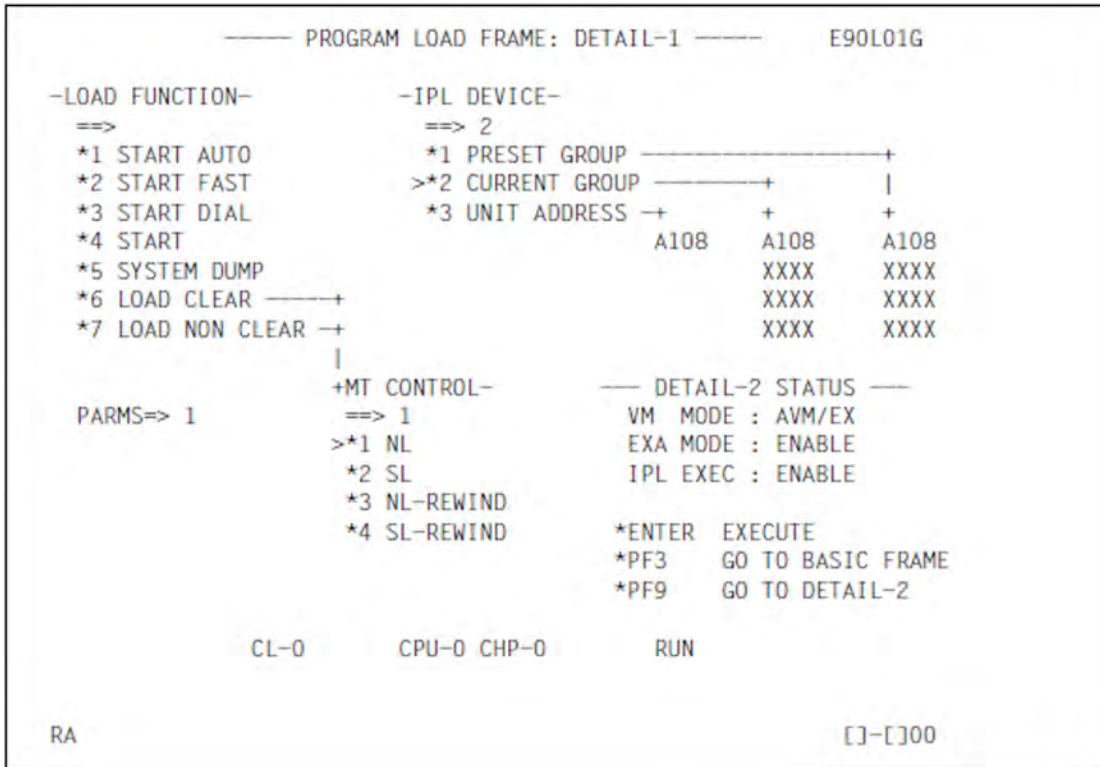 ----- PROGRAM LOAD FRAME: DETAIL-1 ----- E90L01G
-LOAD FUNCTION- -IPL DEVICE-
==> ==> 2
*1 START AUTO *1 PRESET GROUP ------------------+
*2 START FAST >*2 CURRENT GROUP --------+ |
*3 START DIAL *3 UNIT ADDRESS -+ + +
*4 START A108 A108 A108
*5 SYSTEM DUMP XXXX XXXX
*6 LOAD CLEAR -----+ XXXX XXXX
*7 LOAD NON CLEAR -+ XXXX XXXX
|
+MT CONTROL- --- DETAIL-2 STATUS ---
PARMS=> 1 ==> 1 VM MODE : AVM/EX
>*1 NL EXA MODE : ENABLE
*2 SL IPL EXEC : ENABLE
*3 NL-REWIND
*4 SL-REWIND *ENTER EXECUTE
*PF3 GO TO BASIC FRAME
*PF9 GO TO DETAIL-2
CL-0 CPU-0 CHP-0 RUN
RA []-[]00